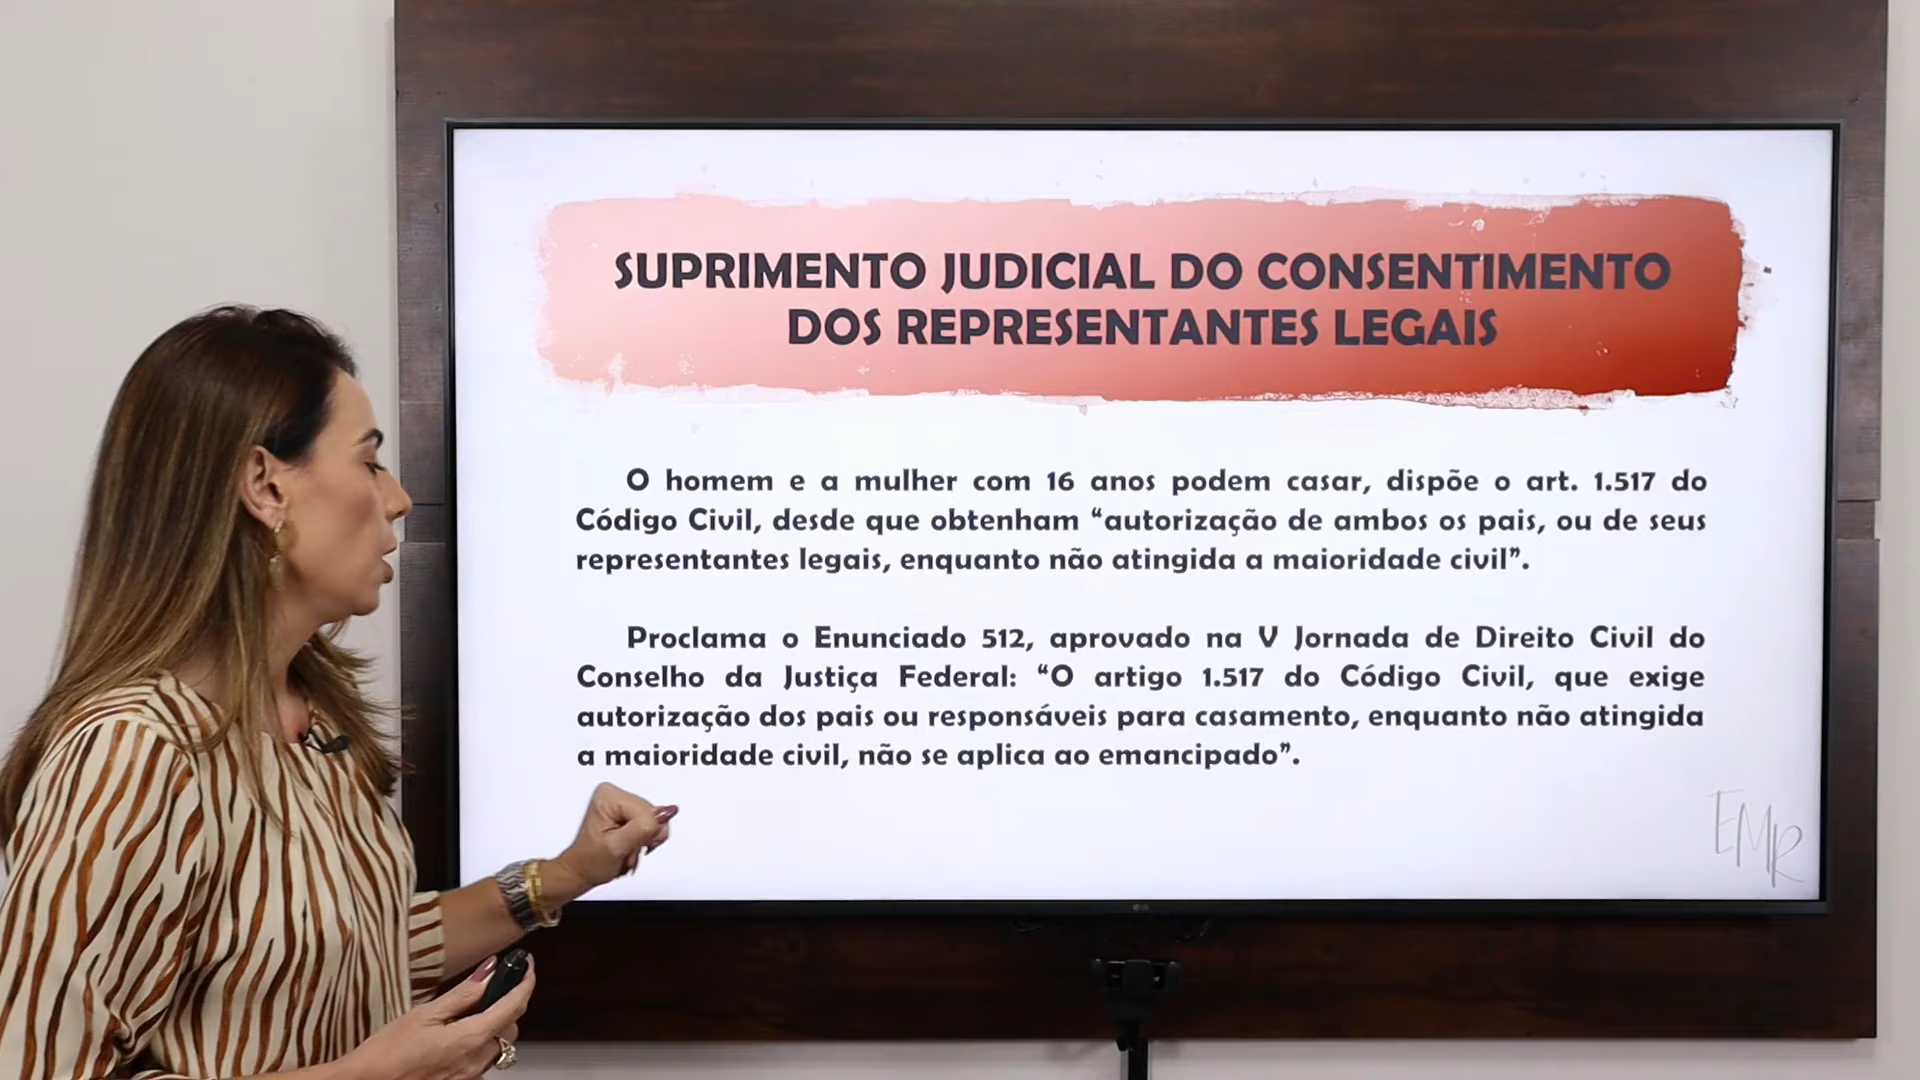 SUPRIMENTO JUDICIAL DO CONSENTIMENTO
DOS REPRESENTANTES LEGAIS
O homem e a mulher com 16 anos podem casar, dispõe o art. 1.517 do
Código Civil, desde que obtenham “autorização de ambos os pais, ou de seus
representantes legais, enquanto não atingida a maioridade civil”.
Proclama o Enunciado 512, aprovado na V Jornada de Direito Civil do
Conselho da Justiça Federal: “O artigo 1.517 do Código Civil, que exige
autorização dos pais ou responsáveis para casamento, enquanto não atingida
a maioridade civil, não se aplica ao emancipado”.
EMR
LG